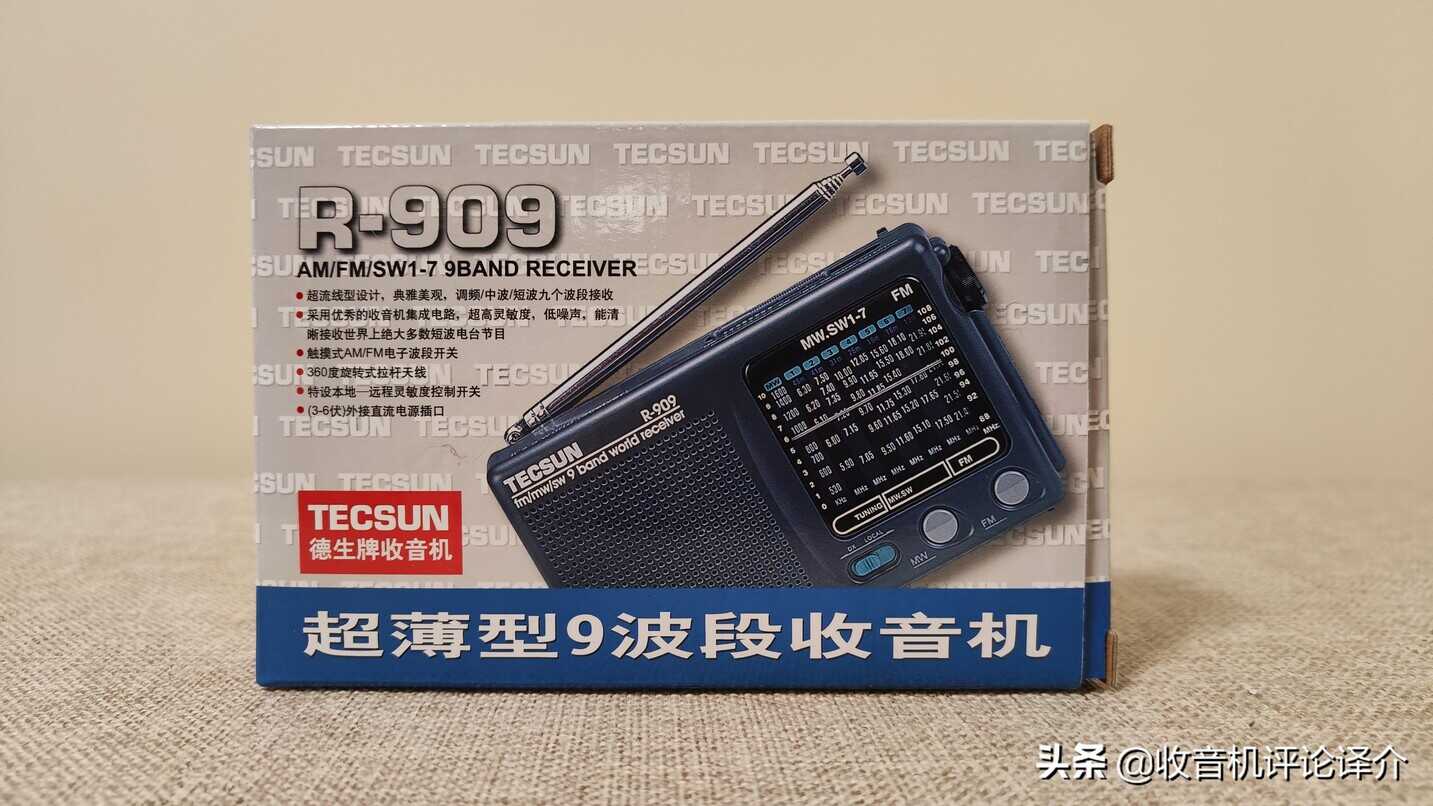 TECSUN TECSUN TECSUN TECSUN TECSUN
R-909
AM/FM/SW1-7 9BAND RECEIVER
●超流线型设计，典雅美观，调频/中波/短波九个波段接收
●采用优秀的收音机集成电路，超高灵敏度，低噪声，能清
晰接收世界上绝大多数短波电台节目
●触摸式AM/FM电子波段开关
●360度旋转式拉杆天线
●特设本地—远程灵敏度控制开关
●(3-6伏)外接直流电源插口
FM
MW.SW1-7
R-909
TECSUN
fm/mw/sw 9 band world receiver
TUNING
MW.SW
FM
DX LOCAL
MW
FM
TECSUN
德生牌收音机
超薄型9波段收音机
头条 @收音机评论译介